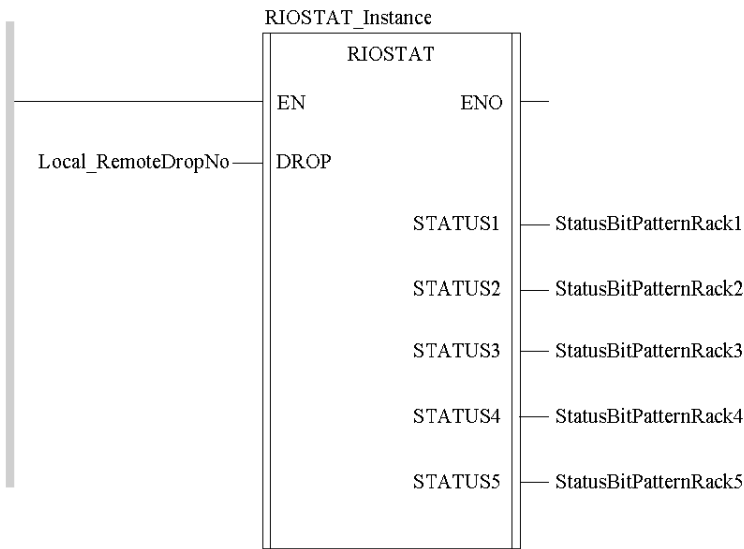 RIOSTAT_Instance
RIOSTAT
EN ENO
Local_RemoteDropNo DROP
STATUS1 StatusBitPatternRack1
STATUS2 StatusBitPatternRack2
STATUS3 StatusBitPatternRack3
STATUS4 StatusBitPatternRack4
STATUS5 StatusBitPatternRack5